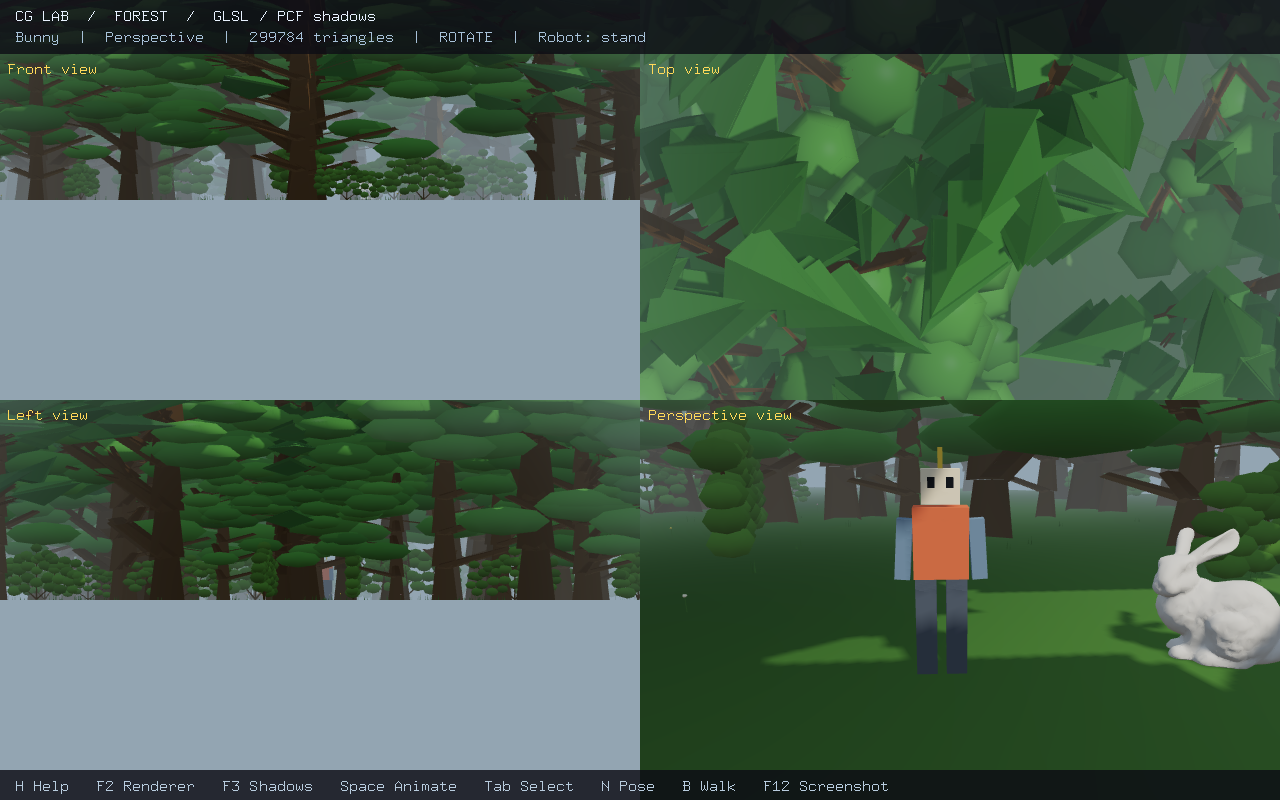 CG LAB  /  FOREST  /  GLSL / PCF shadows
Bunny  |  Perspective  |  299784 triangles  |  ROTATE  |  Robot: stand
Front view
Top view
Left view
Perspective view
H Help  F2 Renderer  F3 Shadows  Space Animate  Tab Select  N Pose  B Walk  F12 Screenshot